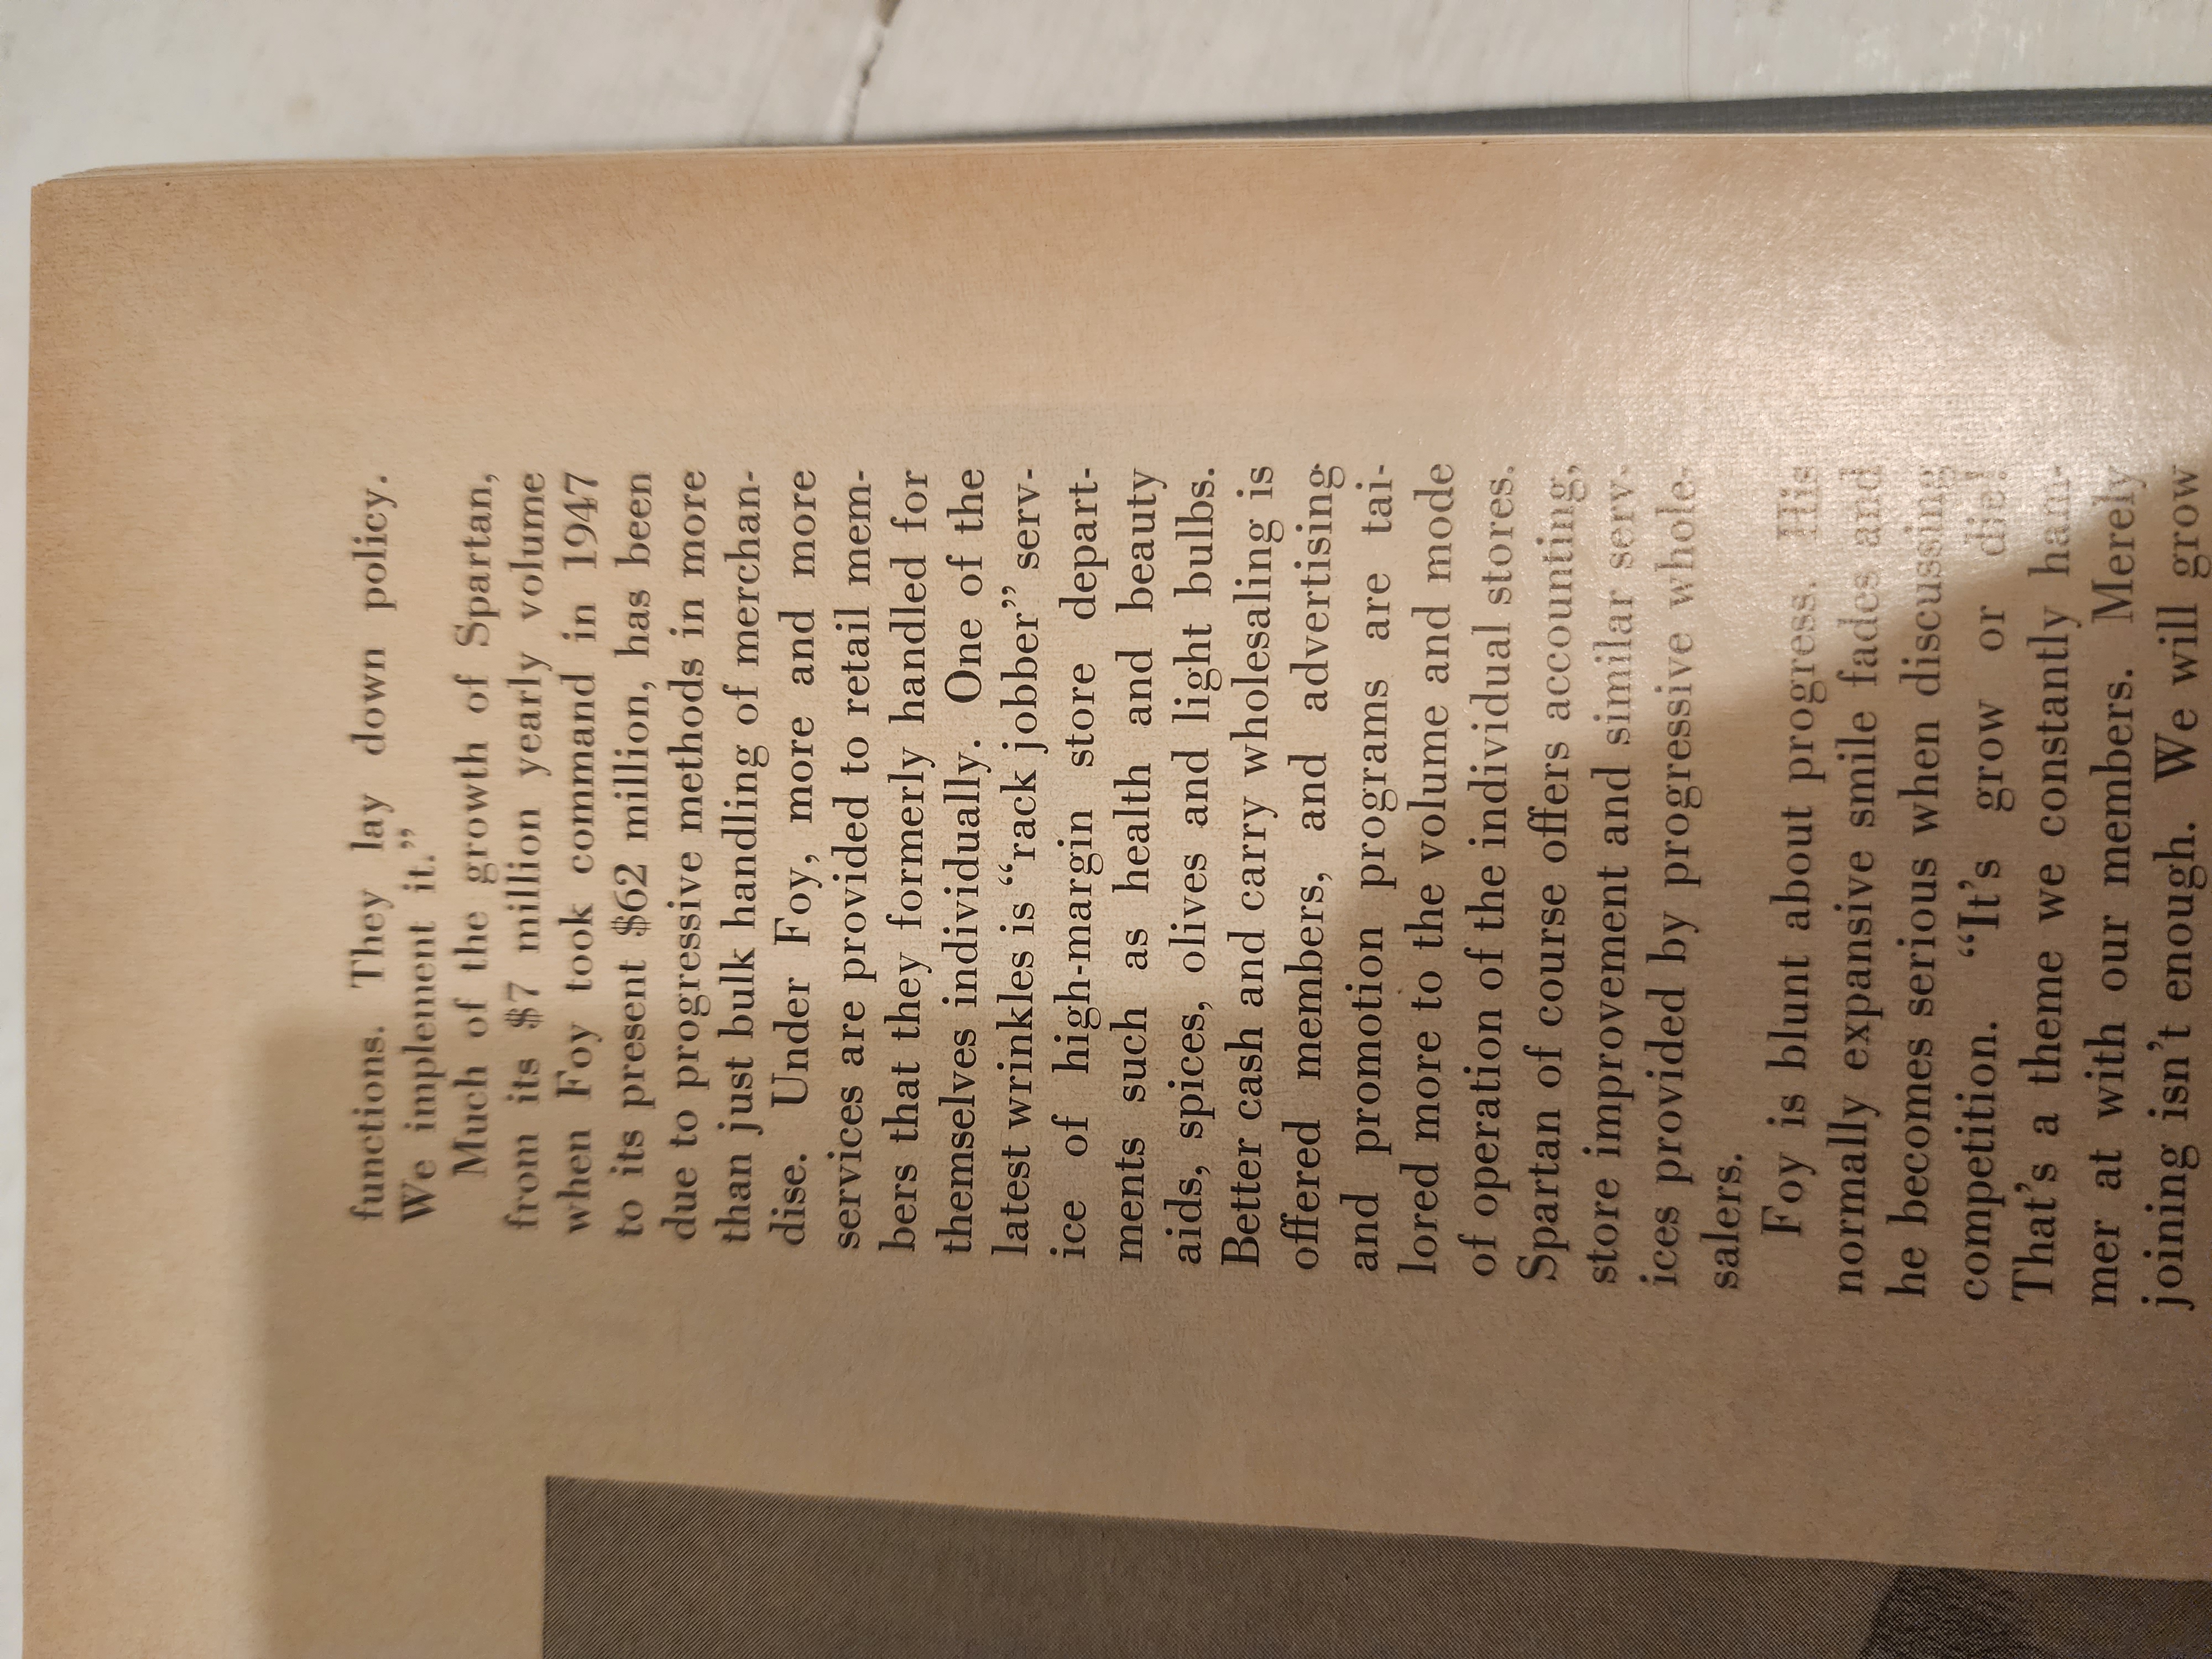 functions. They lay down policy.
We implement it.”
Much of the growth of Spartan,
from its $7 million yearly volume
when Foy took command in 1947
to its present $62 million, has been
due to progressive methods in more
than just bulk handling of merchan-
dise. Under Foy, more and more
services are provided to retail mem-
bers that they formerly handled for
themselves individually. One of the
latest wrinkles is “rack jobber” serv-
ice of high-margin store depart-
ments such as health and beauty
aids, spices, olives and light bulbs.
Better cash and carry wholesaling is
offered members, and advertising
and promotion programs are tai-
lored more to the volume and mode
of operation of the individual stores.
Spartan of course offers accounting,
store improvement and similar serv-
ices provided by progressive whole-
salers.
Foy is blunt about progress. His
normally expansive smile fades and
he becomes serious when discussing
competition. “It’s grow or die!
That’s a theme we constantly ham-
mer at with our members. Merely
joining isn’t enough. We will grow